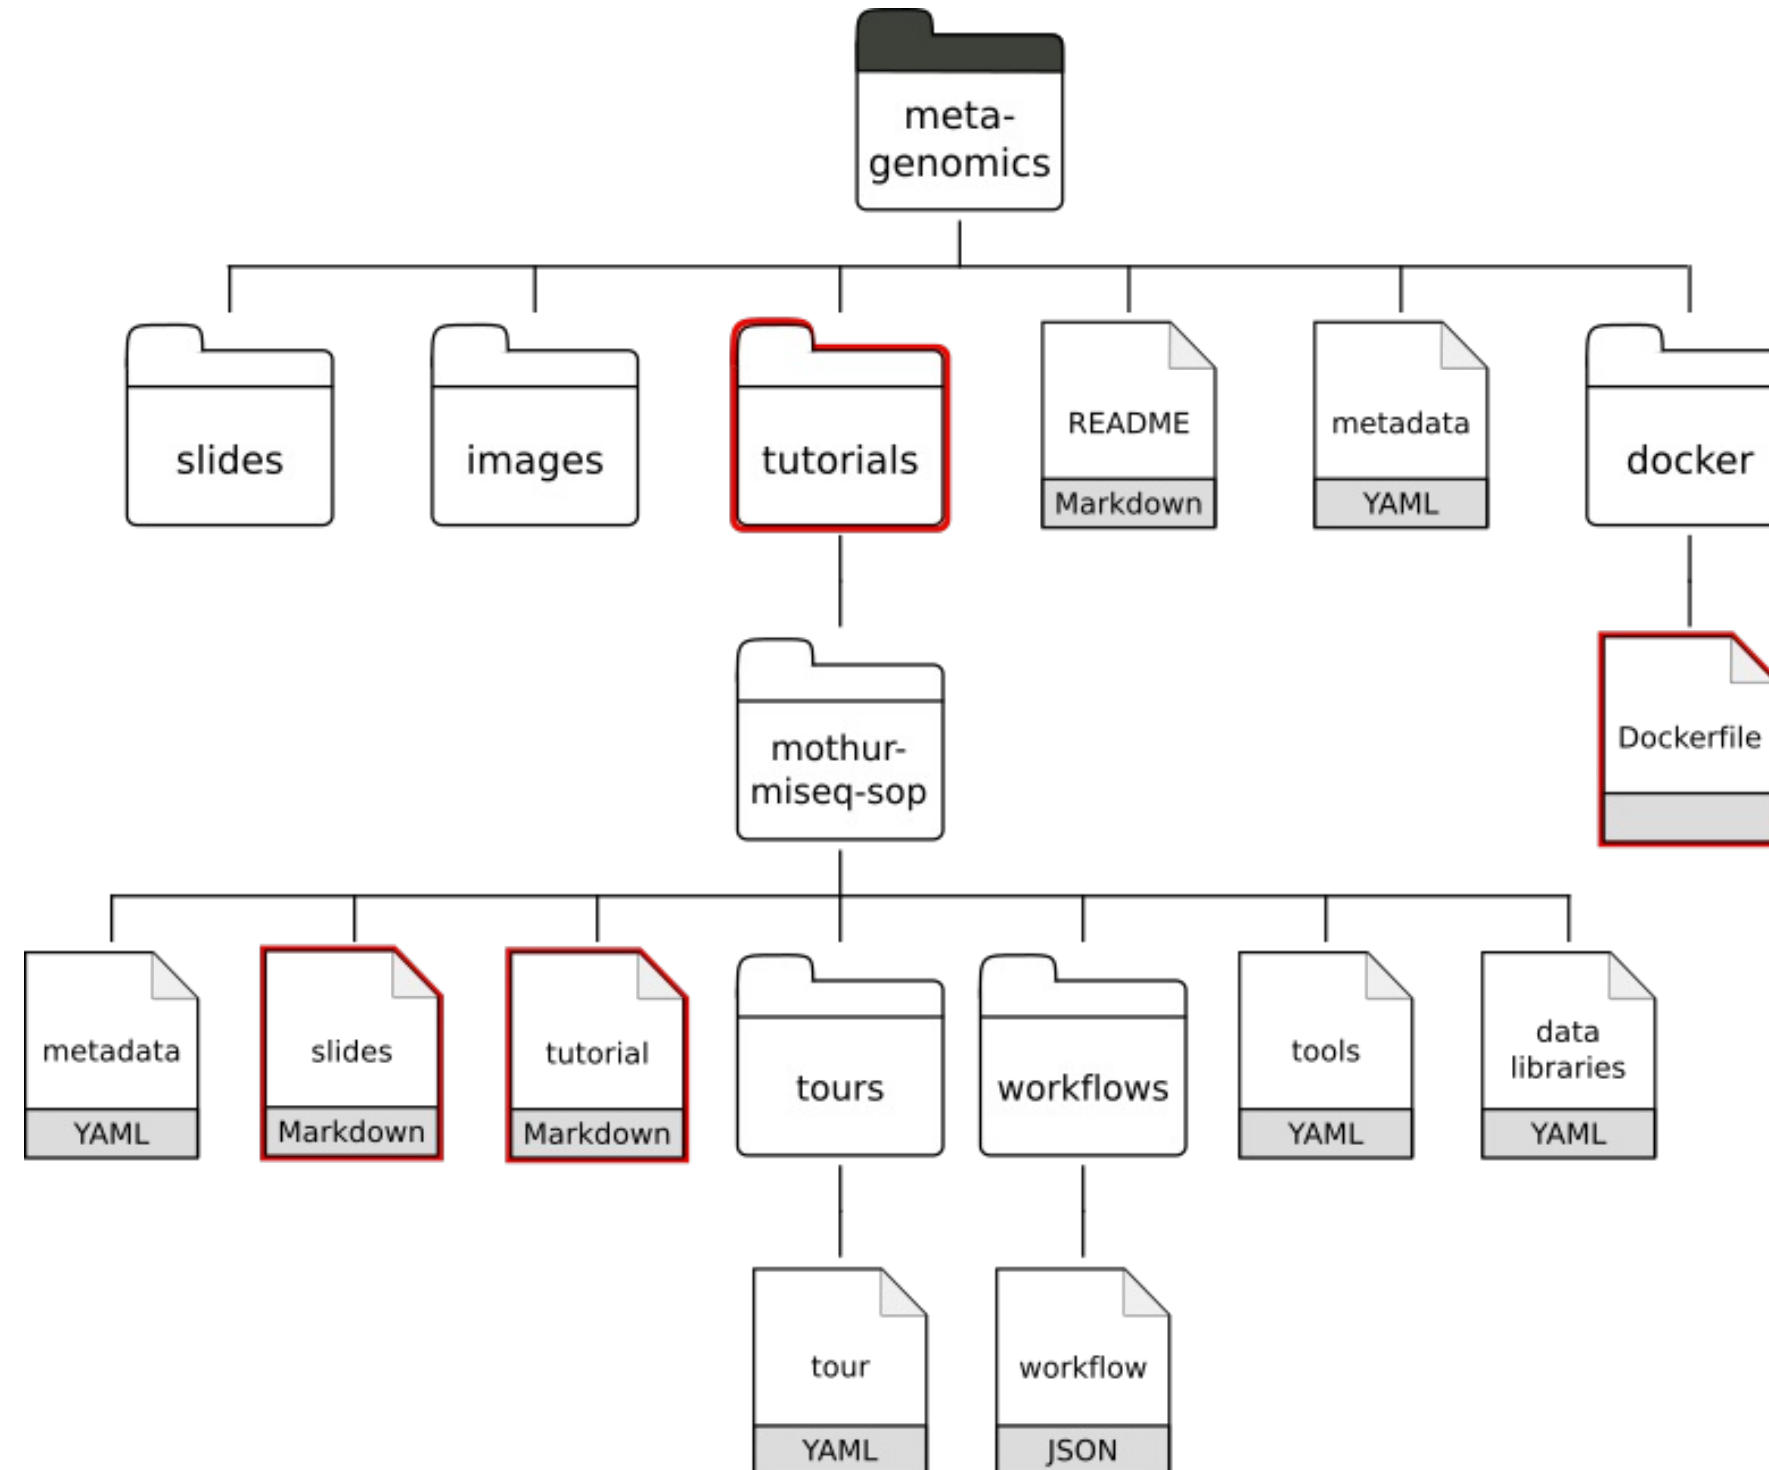 meta-
genomics
slides
images
tutorials
README
Markdown
metadata
YAML
docker
mothur-
miseq-sop
Dockerfile
metadata
YAML
slides
Markdown
tutorial
Markdown
tours
workflows
tools
YAML
data
libraries
YAML
tour
YAML
workflow
JSON